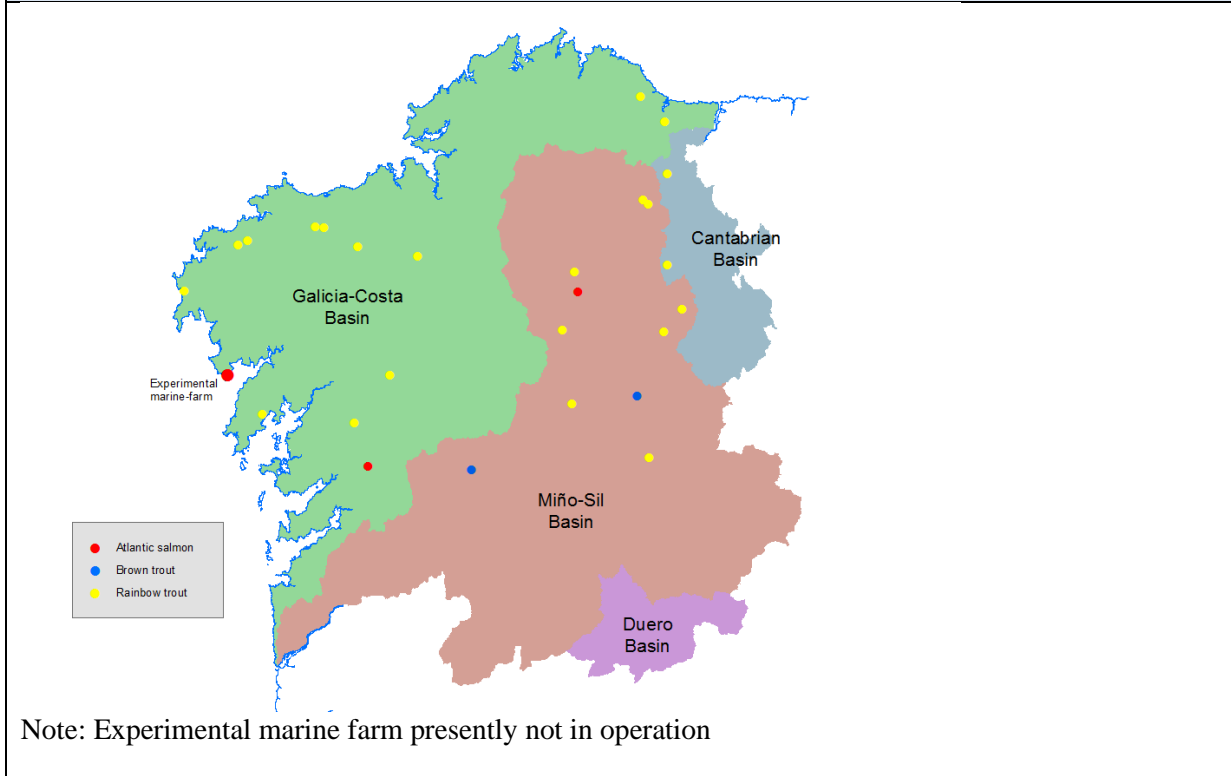 Cantabrian
Basin
Galicia-Costa
Basin
Experimental
marine-farm
Miño-Sil
Basin
Atlantic salmon
Brown trout
Rainbow trout
Duero
Basin
Note: Experimental marine farm presently not in operation